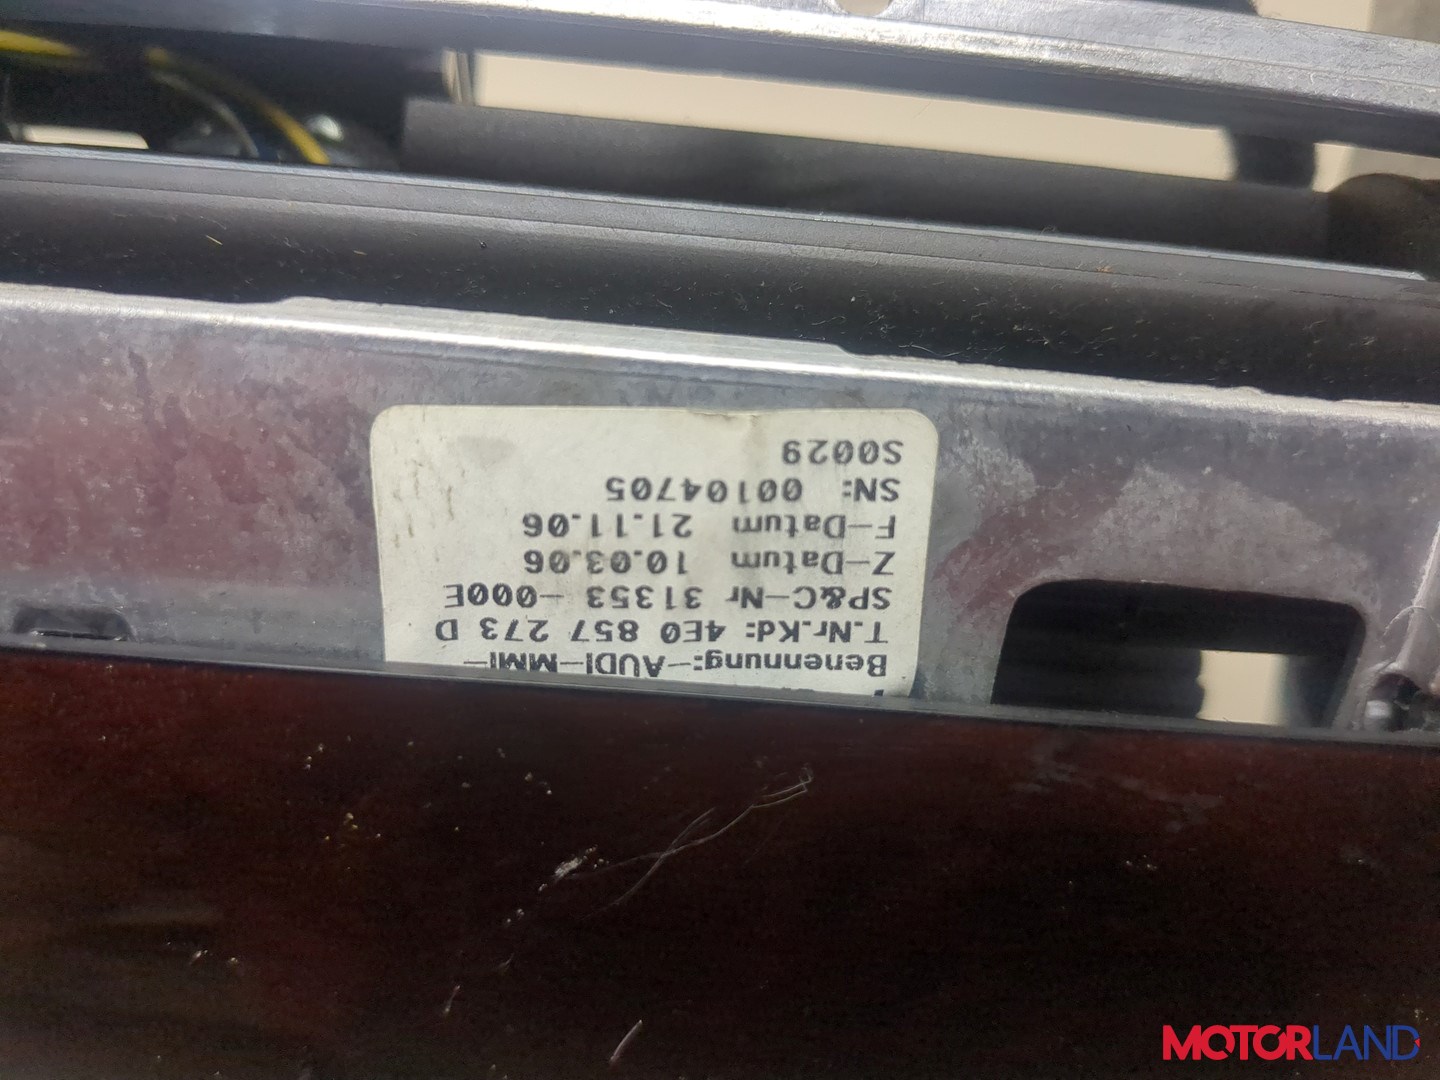 Benennung:-AUDI-MMI-
T.Nr.Kd: 4E0 857 273 D
SP&C-Nr 31353 -000E
Z-Datum 10.03.06
F-Datum 21.11.06
SN: 00104705
S0029
MOTORLAND